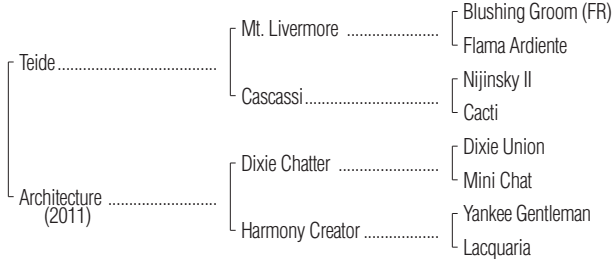 Blushing Groom (FR)
Mt. Livermore ........................
Flama Ardiente
Teide.....................................
Nijinsky II
Cascassi...............................
Cacti
Dixie Union
Dixie Chatter ........................
Mini Chat
Architecture .........................
(2011)
Yankee Gentleman
Harmony Creator .................
Lacquaria